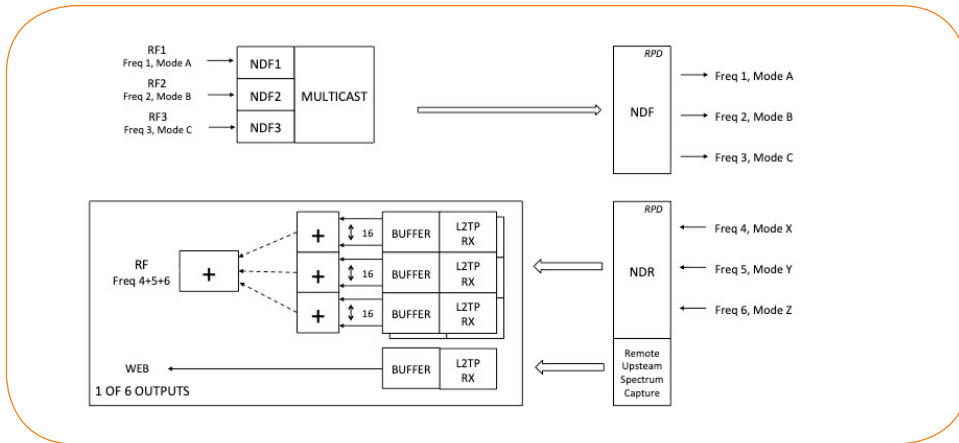 RF1
Freq 1, Mode A
NDF1
RF2
Freq 2, Mode B
NDF2
MULTICAST
RF3
Freq 3, Mode C
NDF3
RPD
NDF
Freq 1, Mode A
Freq 2, Mode B
Freq 3, Mode C
RF
Freq 4+5+6
+
+
16
BUFFER
L2TP
RX
+
16
BUFFER
L2TP
RX
+
16
BUFFER
L2TP
RX
WEB
BUFFER
L2TP
RX
1 OF 6 OUTPUTS
RPD
NDR
Freq 4, Mode X
Freq 5, Mode Y
Freq 6, Mode Z
Remote
Upsteam
Spectrum
Capture